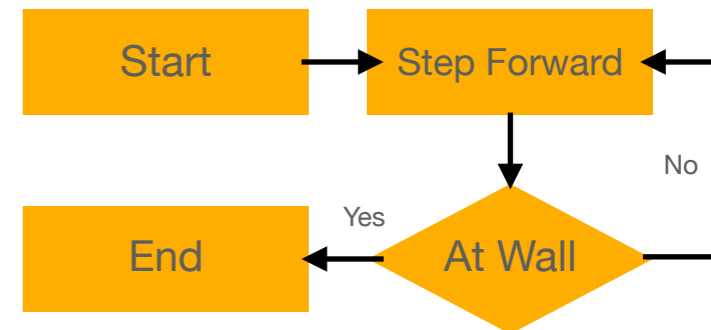 Start
Step Forward
No
Yes
End
At Wall